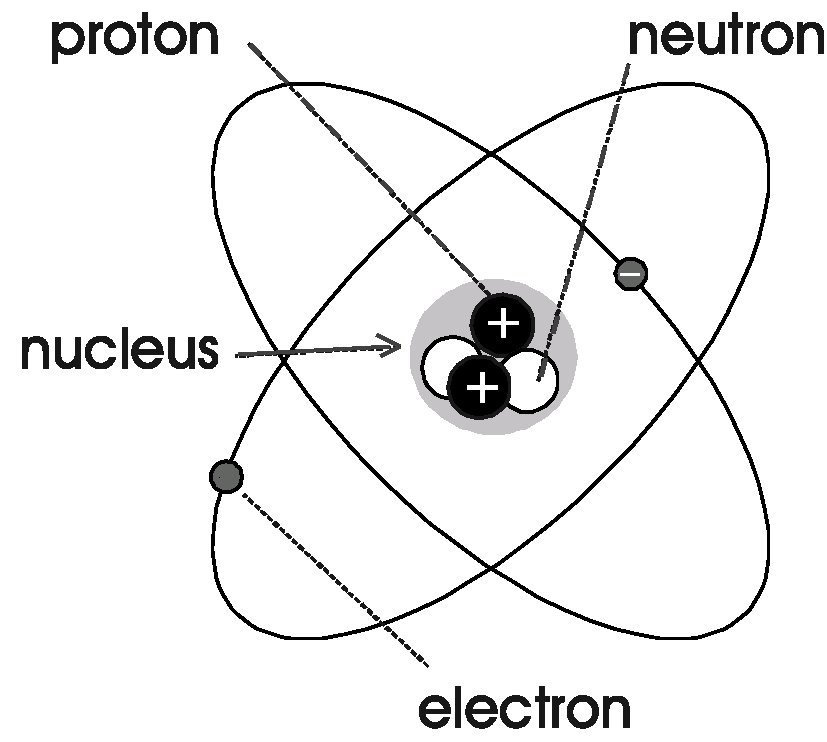 proton
neutron
−
+
nucleus
+
electron